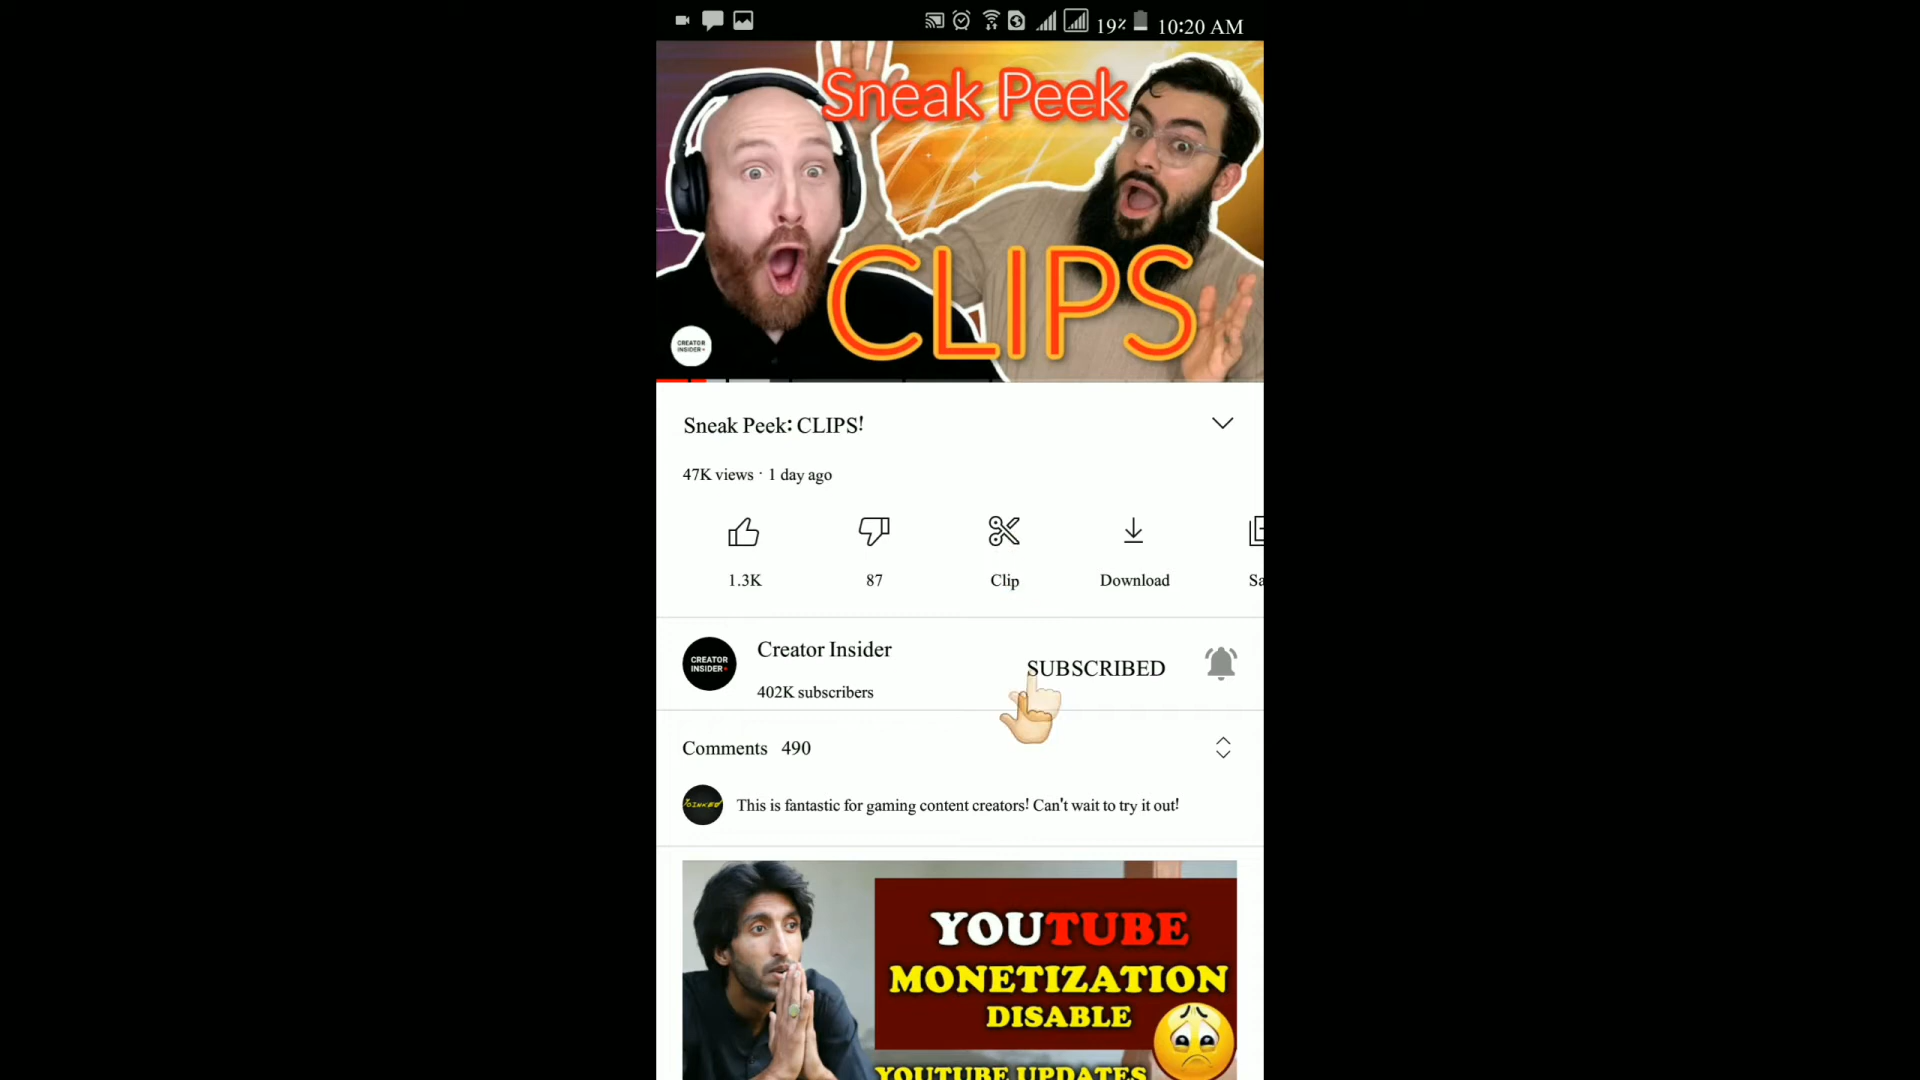 19% 10:20 AM
Sneak Peek
CLIPS
CREATOR
INSIDER
Sneak Peek: CLIPS!
47K views · 1 day ago
1.3K 87 Clip Download Sa
CREATOR
INSIDER
Creator Insider
402K subscribers
SUBSCRIBED
Comments 490
This is fantastic for gaming content creators! Can't wait to try it out!
YOUTUBE
MONETIZATION
DISABLE
YOUTUBE UPDATES